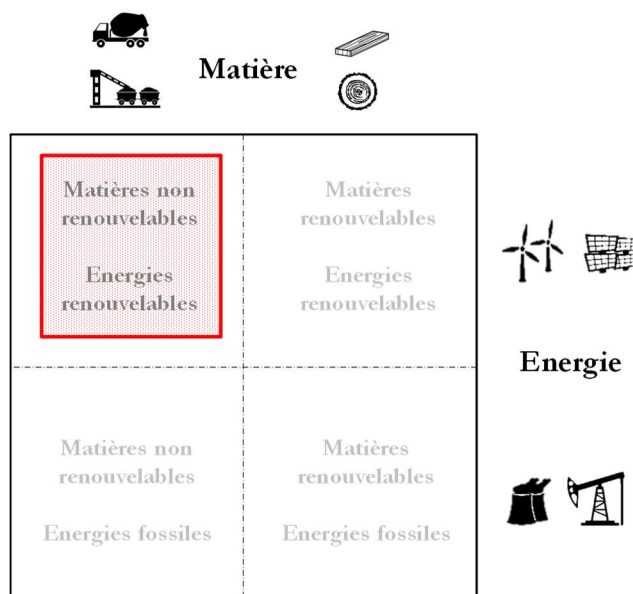 Matière
Matières non
renouvelables
Energies
renouvelables
Matières
renouvelables
Energies
renouvelables
Energie
Matières non
renouvelables
Energies fossiles
Matières
renouvelables
Energies fossiles